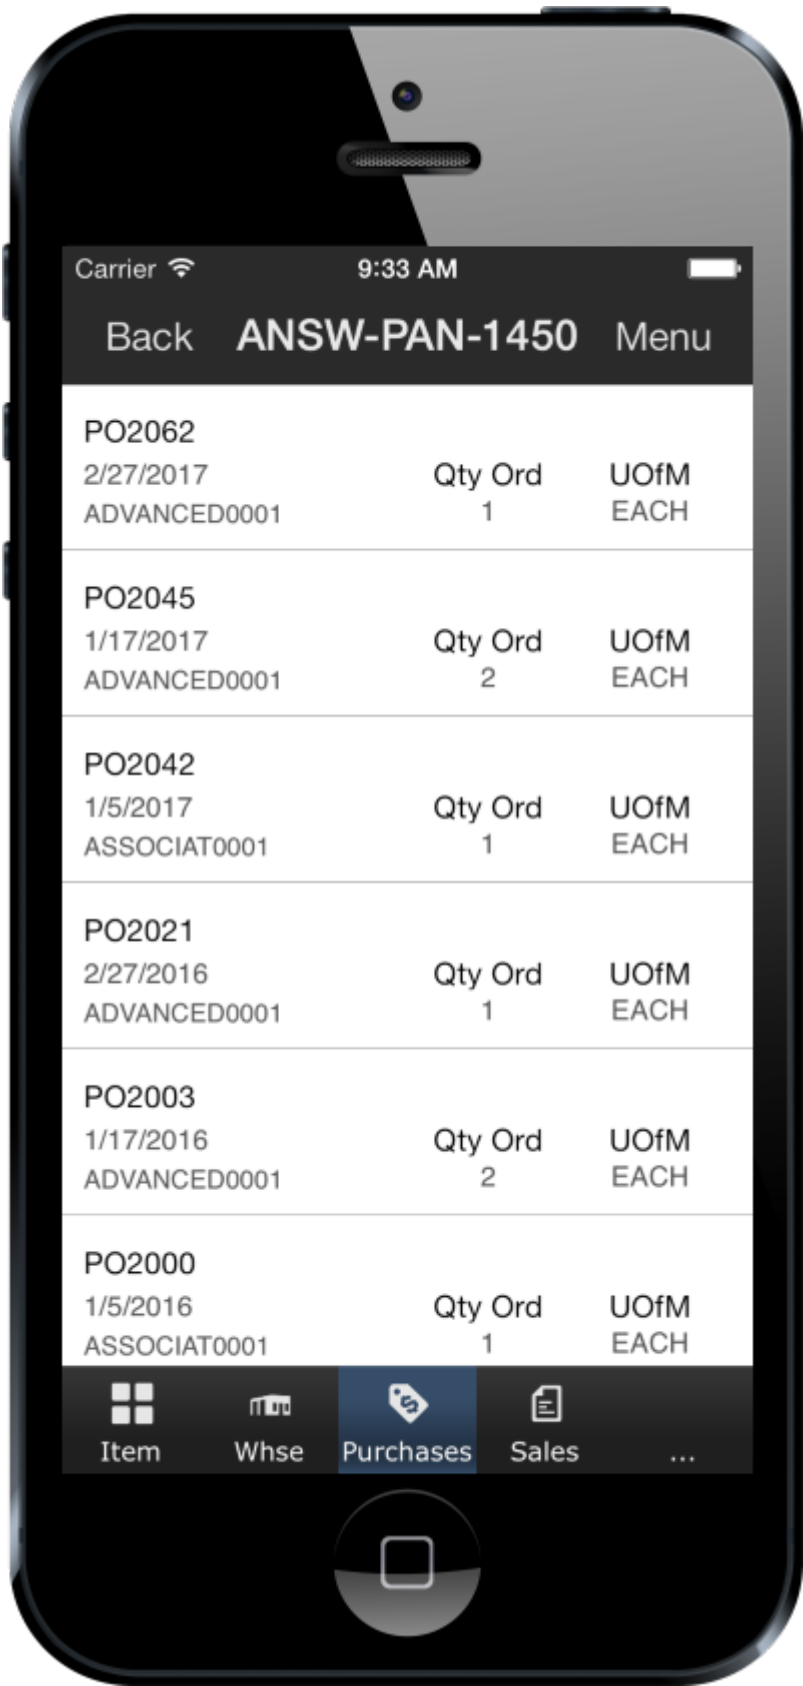 Carrier 9:33 AM
Back ANSW-PAN-1450 Menu
PO2062
2/27/2017 Qty Ord UOfM
ADVANCED0001 1 EACH
PO2045
1/17/2017 Qty Ord UOfM
ADVANCED0001 2 EACH
PO2042
1/5/2017 Qty Ord UOfM
ASSOCIAT0001 1 EACH
PO2021
2/27/2016 Qty Ord UOfM
ADVANCED0001 1 EACH
PO2003
1/17/2016 Qty Ord UOfM
ADVANCED0001 2 EACH
PO2000
1/5/2016 Qty Ord UOfM
ASSOCIAT0001 1 EACH
Item Whse Purchases Sales ...